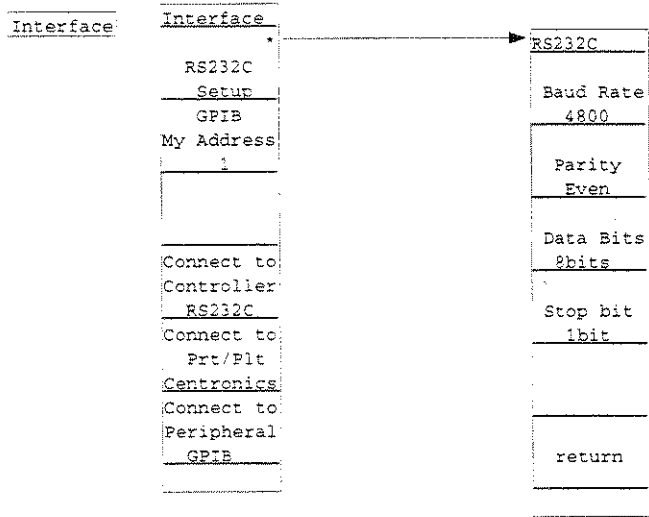 Interface
Interface
*
RS232C
Setup
GPIB
My Address
1
Connect to
Controller
RS232C
Connect to
Prt/Plt
Centronics
Connect to
Peripheral
GPIB
RS232C
Baud Rate
4800
Parity
Even
Data Bits
8bits
Stop bit
1bit
return